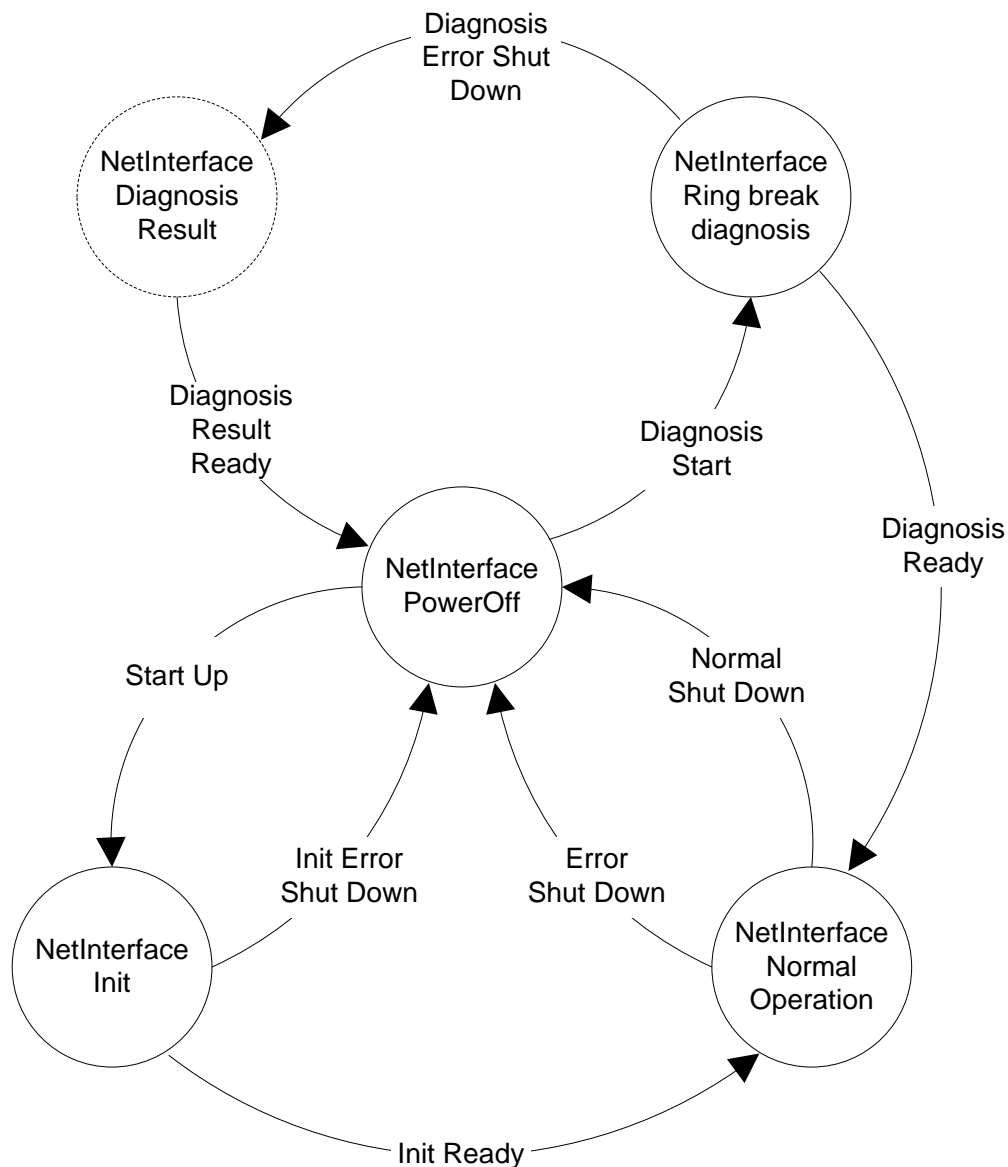 Diagnosis
Error Shut
Down
NetInterface
Diagnosis
Result
NetInterface
Ring break
diagnosis
Diagnosis
Result
Ready
Diagnosis
Start
Diagnosis
Ready
NetInterface
PowerOff
Start Up
Normal
Shut Down
Init Error
Shut Down
Error
Shut Down
NetInterface
Init
NetInterface
Normal
Operation
Init Ready